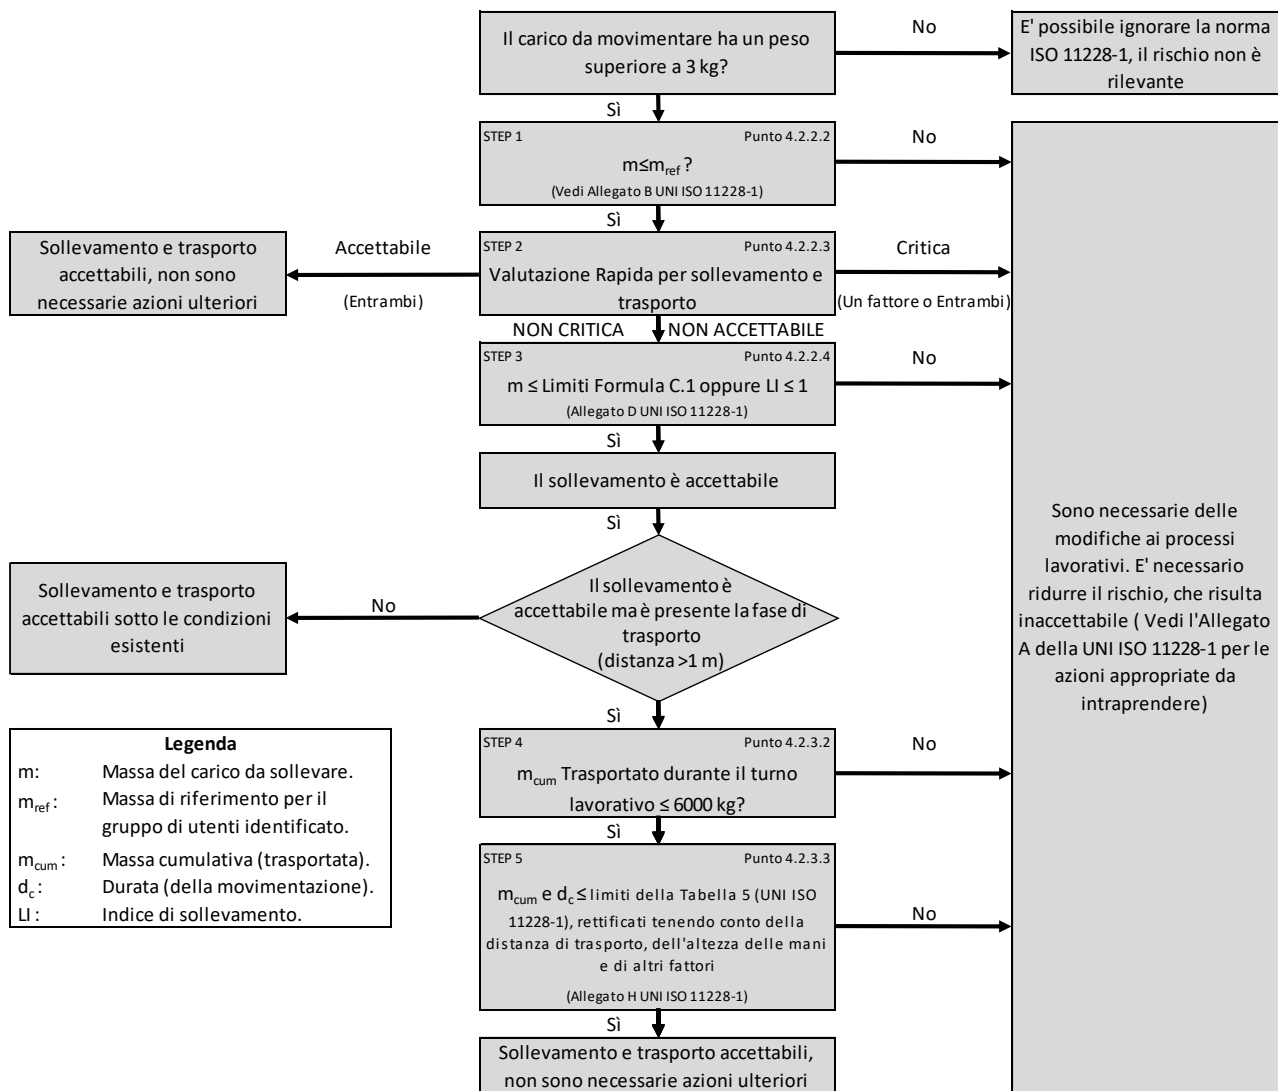 Il carico da movimentare ha un peso
superiore a 3 kg?
No
E' possibile ignorare la norma
ISO 11228-1, il rischio non è
rilevante
Sì
STEP 1 Punto 4.2.2.2
m≤mref ?
(Vedi Allegato B UNI ISO 11228-1)
No
Sì
Sollevamento e trasporto
accettabili, non sono
necessarie azioni ulteriori
Accettabile
(Entrambi)
STEP 2 Punto 4.2.2.3
Valutazione Rapida per sollevamento e
trasporto
Critica
(Un fattore o Entrambi)
NON CRITICA NON ACCETTABILE
STEP 3 Punto 4.2.2.4
m ≤ Limiti Formula C.1 oppure LI ≤ 1
(Allegato D UNI ISO 11228-1)
No
Sì
Il sollevamento è accettabile
Sì
Il sollevamento è
accettabile ma è presente la fase di
trasporto
(distanza >1 m)
No
Sollevamento e trasporto
accettabili sotto le condizioni
esistenti
Sono necessarie delle
modifiche ai processi
lavorativi. E' necessario
ridurre il rischio, che risulta
inaccettabile ( Vedi l'Allegato
A della UNI ISO 11228-1 per le
azioni appropriate da
intraprendere)
Sì
STEP 4 Punto 4.2.3.2
mcum Trasportato durante il turno
lavorativo ≤ 6000 kg?
No
Sì
STEP 5 Punto 4.2.3.3
mcum e dc ≤ limiti della Tabella 5 (UNI ISO
11228-1), rettificati tenendo conto della
distanza di trasporto, dell'altezza delle mani
e di altri fattori
(Allegato H UNI ISO 11228-1)
No
Sì
Sollevamento e trasporto accettabili,
non sono necessarie azioni ulteriori
Legenda
m: Massa del carico da sollevare.
mref : Massa di riferimento per il
gruppo di utenti identificato.
mcum : Massa cumulativa (trasportata).
dc : Durata (della movimentazione).
LI : Indice di sollevamento.